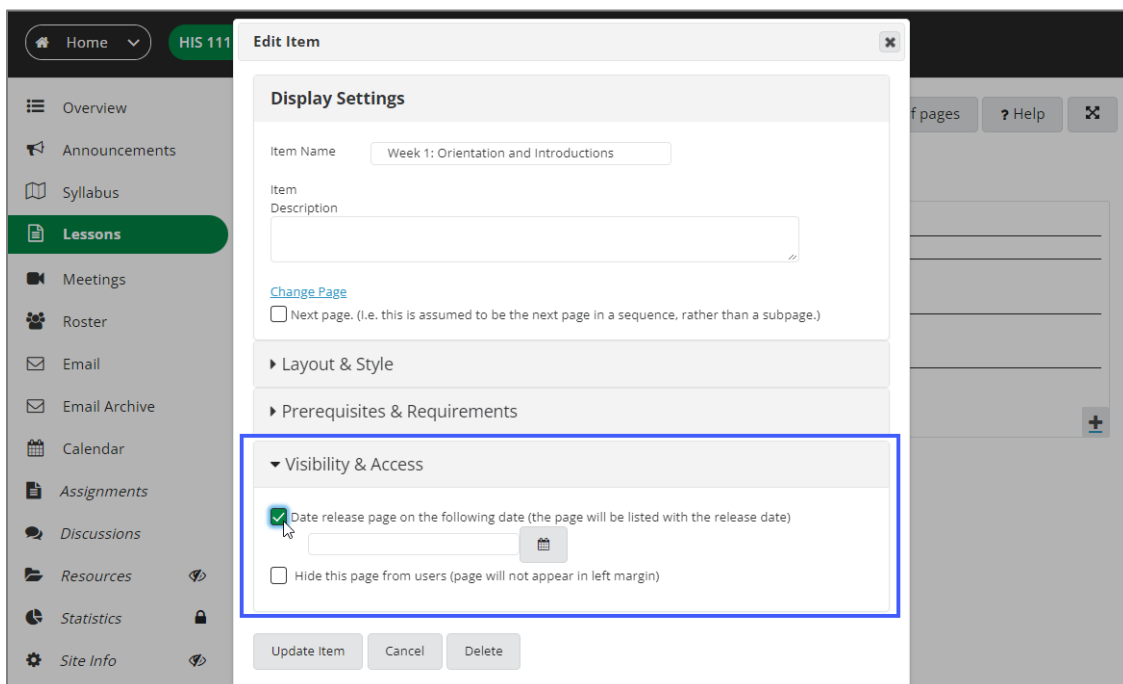 Home
HIS 111
Edit Item
Overview
Announcements
Syllabus
Lessons
Meetings
Roster
Email
Email Archive
Calendar
Assignments
Discussions
Resources
Statistics
Site Info
Display Settings
Item Name
Week 1: Orientation and Introductions
Item
Description
Change Page
Next page. (I.e. this is assumed to be the next page in a sequence, rather than a subpage.)
Layout & Style
Prerequisites & Requirements
Visibility & Access
Date release page on the following date (the page will be listed with the release date)
Hide this page from users (page will not appear in left margin)
Update Item
Cancel
Delete
f pages
? Help